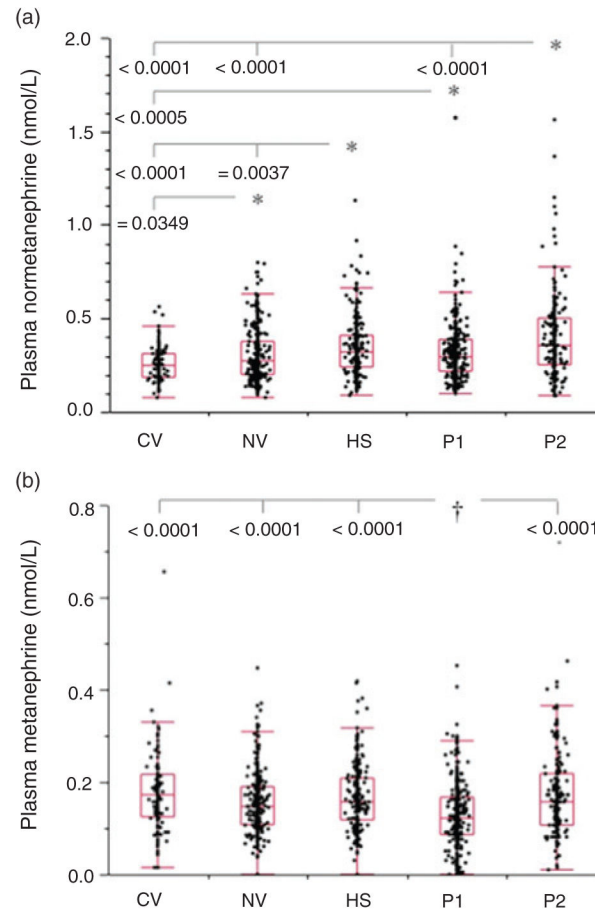 (a)
Plasma normetanephrine (nmol/L)
2.0
1.5
1.0
0.5
0.0
< 0.0001 < 0.0001 < 0.0001 *
< 0.0005 *
< 0.0001 = 0.0037 *
= 0.0349 *
CV NV HS P1 P2
(b)
Plasma metanephrine (nmol/L)
0.8
0.6
0.4
0.2
0.0
†
< 0.0001 < 0.0001 < 0.0001 < 0.0001
CV NV HS P1 P2